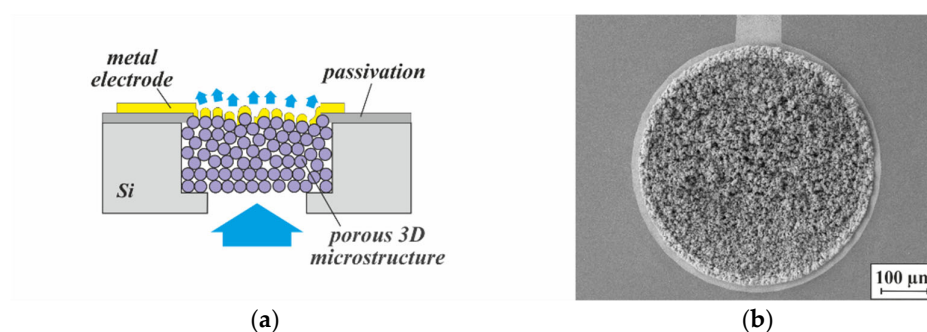 metal
electrode
passivation
Si
porous 3D
microstructure
100 µm
(a)
(b)